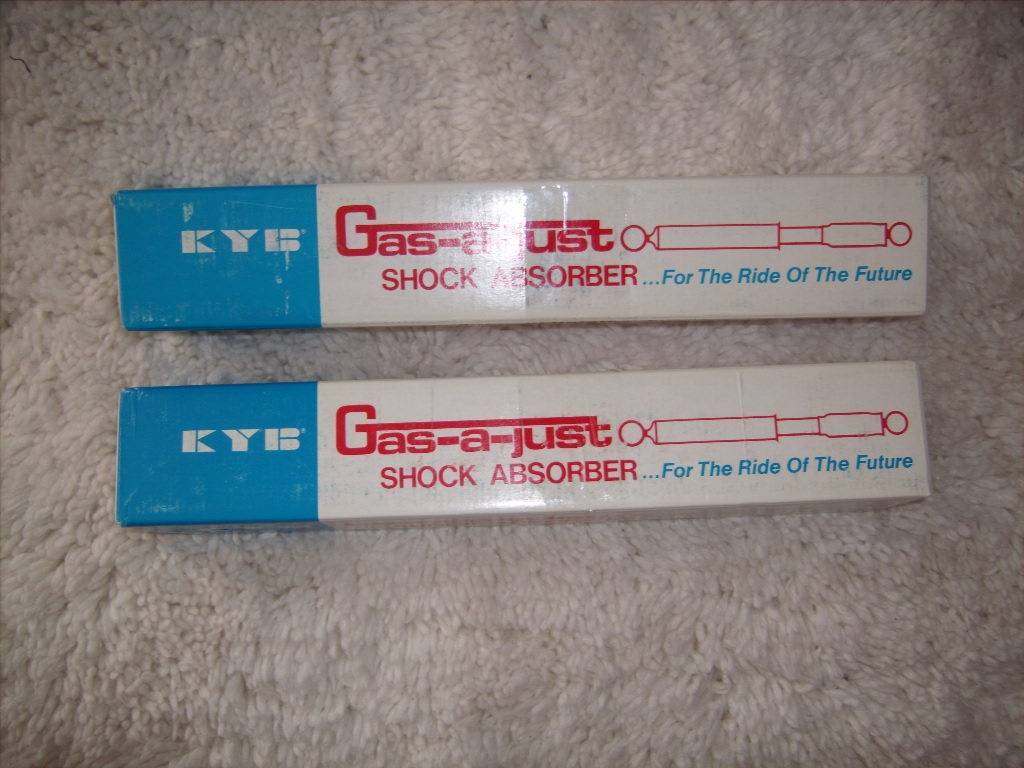 KYB®
Gas-a-just
SHOCK ABSORBER ...For The Ride Of The Future
KYB®
Gas-a-just
SHOCK ABSORBER ...For The Ride Of The Future